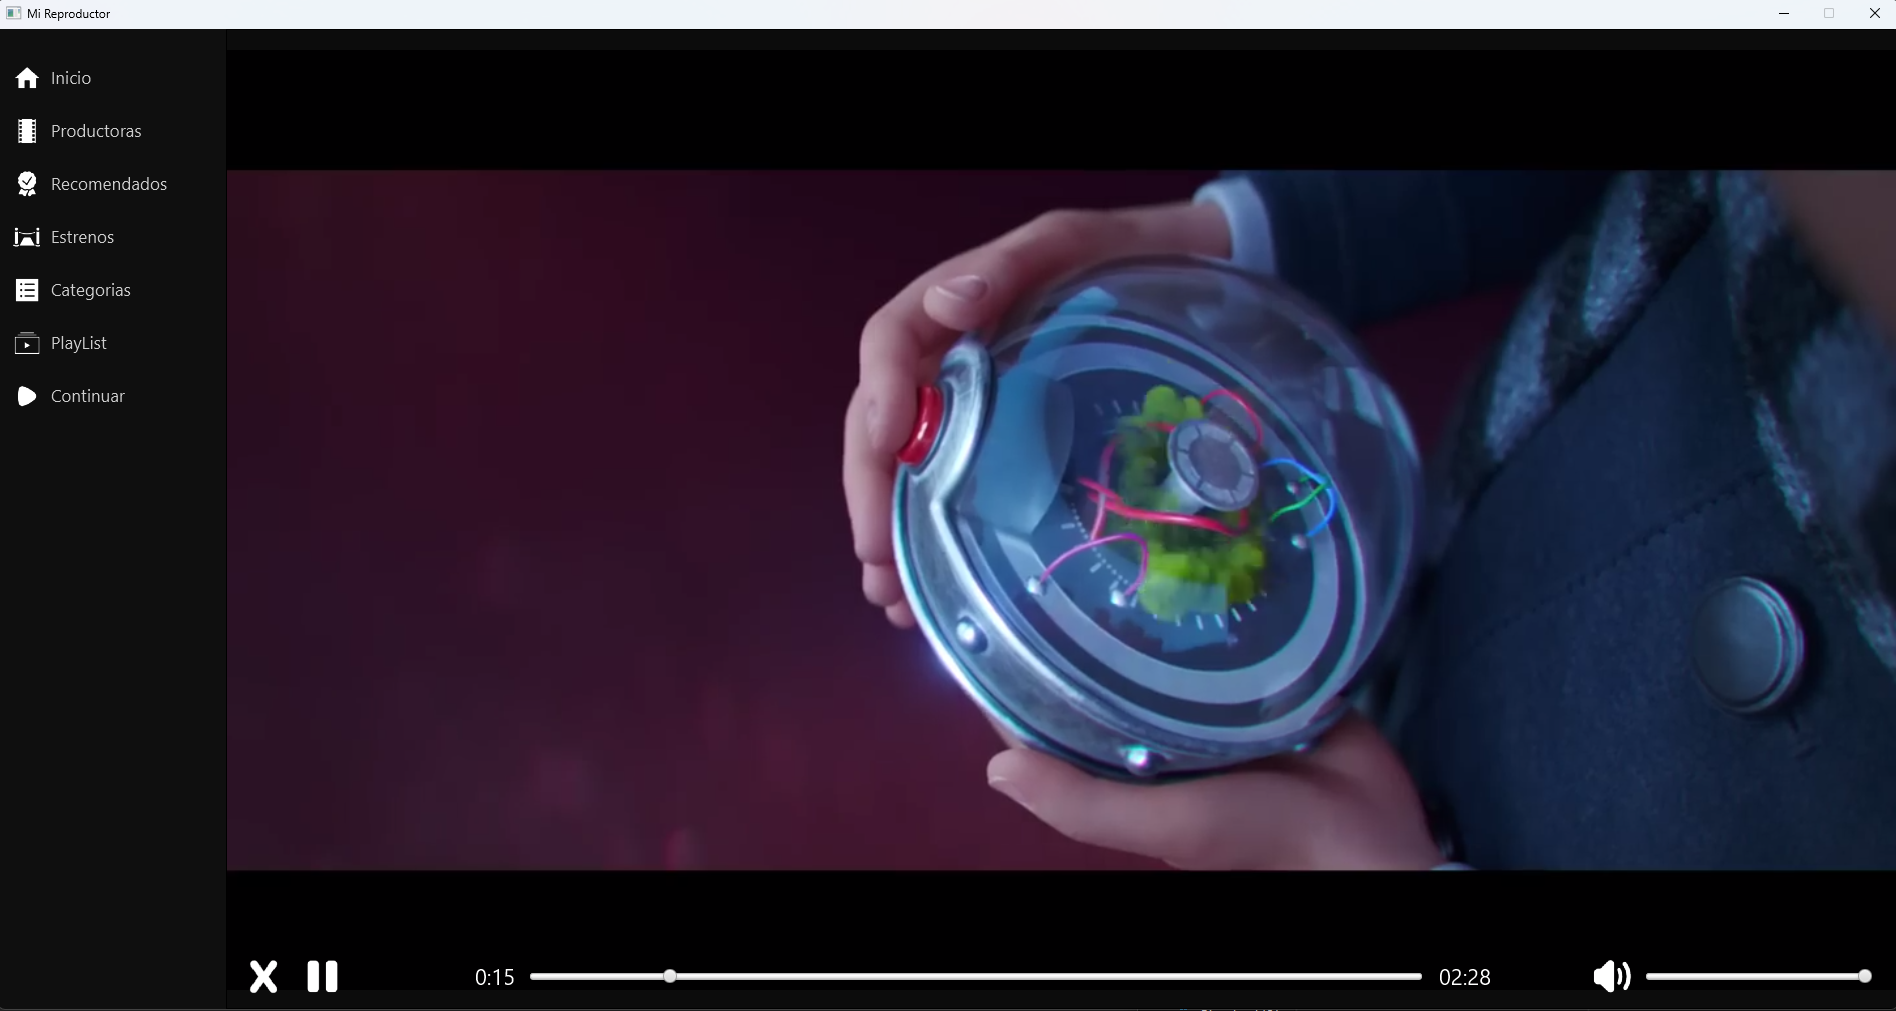 Mi Reproductor
Inicio
Productoras
Recomendados
Estrenos
Categorias
PlayList
Continuar
0:15
02:28